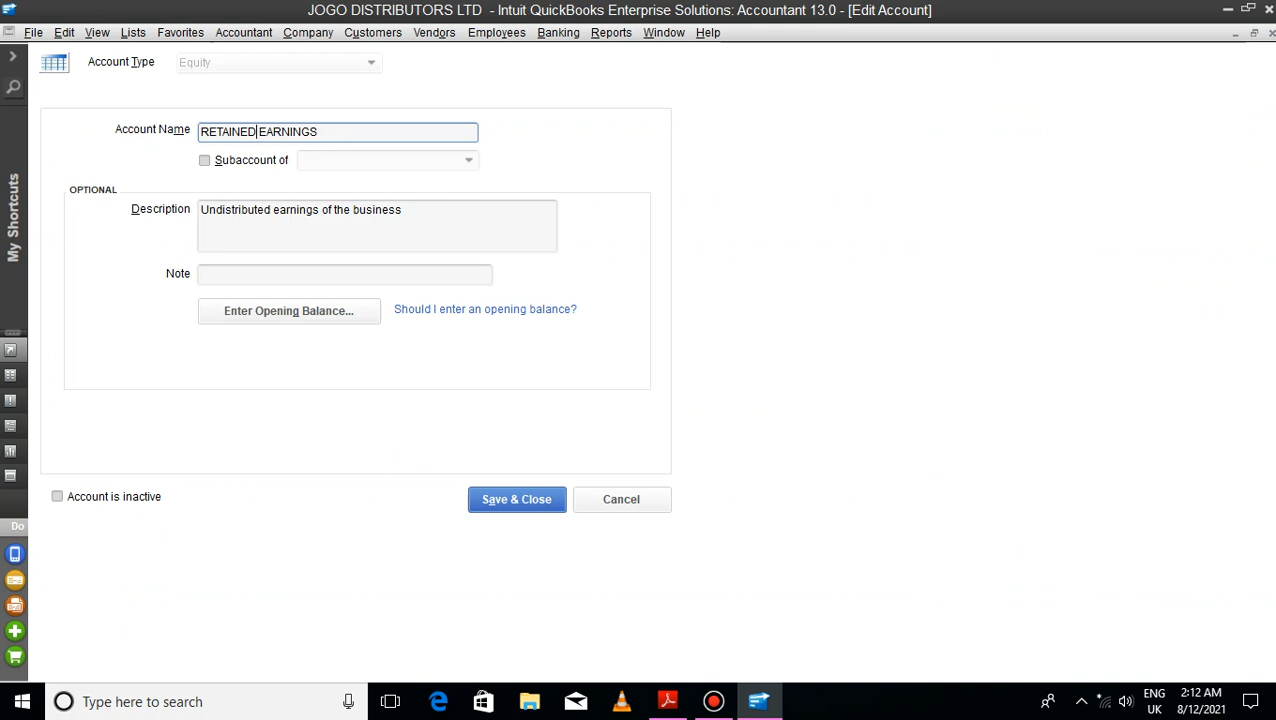 JOGO DISTRIBUTORS LTD - Intuit QuickBooks Enterprise Solutions: Accountant 13.0 - [Edit Account]
File Edit View Lists Favorites Accountant Company Customers Vendors Employees Banking Reports Window Help
Account Type Equity
Account Name RETAINED EARNINGS
Subaccount of
OPTIONAL
Description Undistributed earnings of the business
Note
Enter Opening Balance... Should I enter an opening balance?
Account is inactive Save & Close Cancel
My Shortcuts
Do
Type here to search
ENG 2:12 AM
UK 8/12/2021